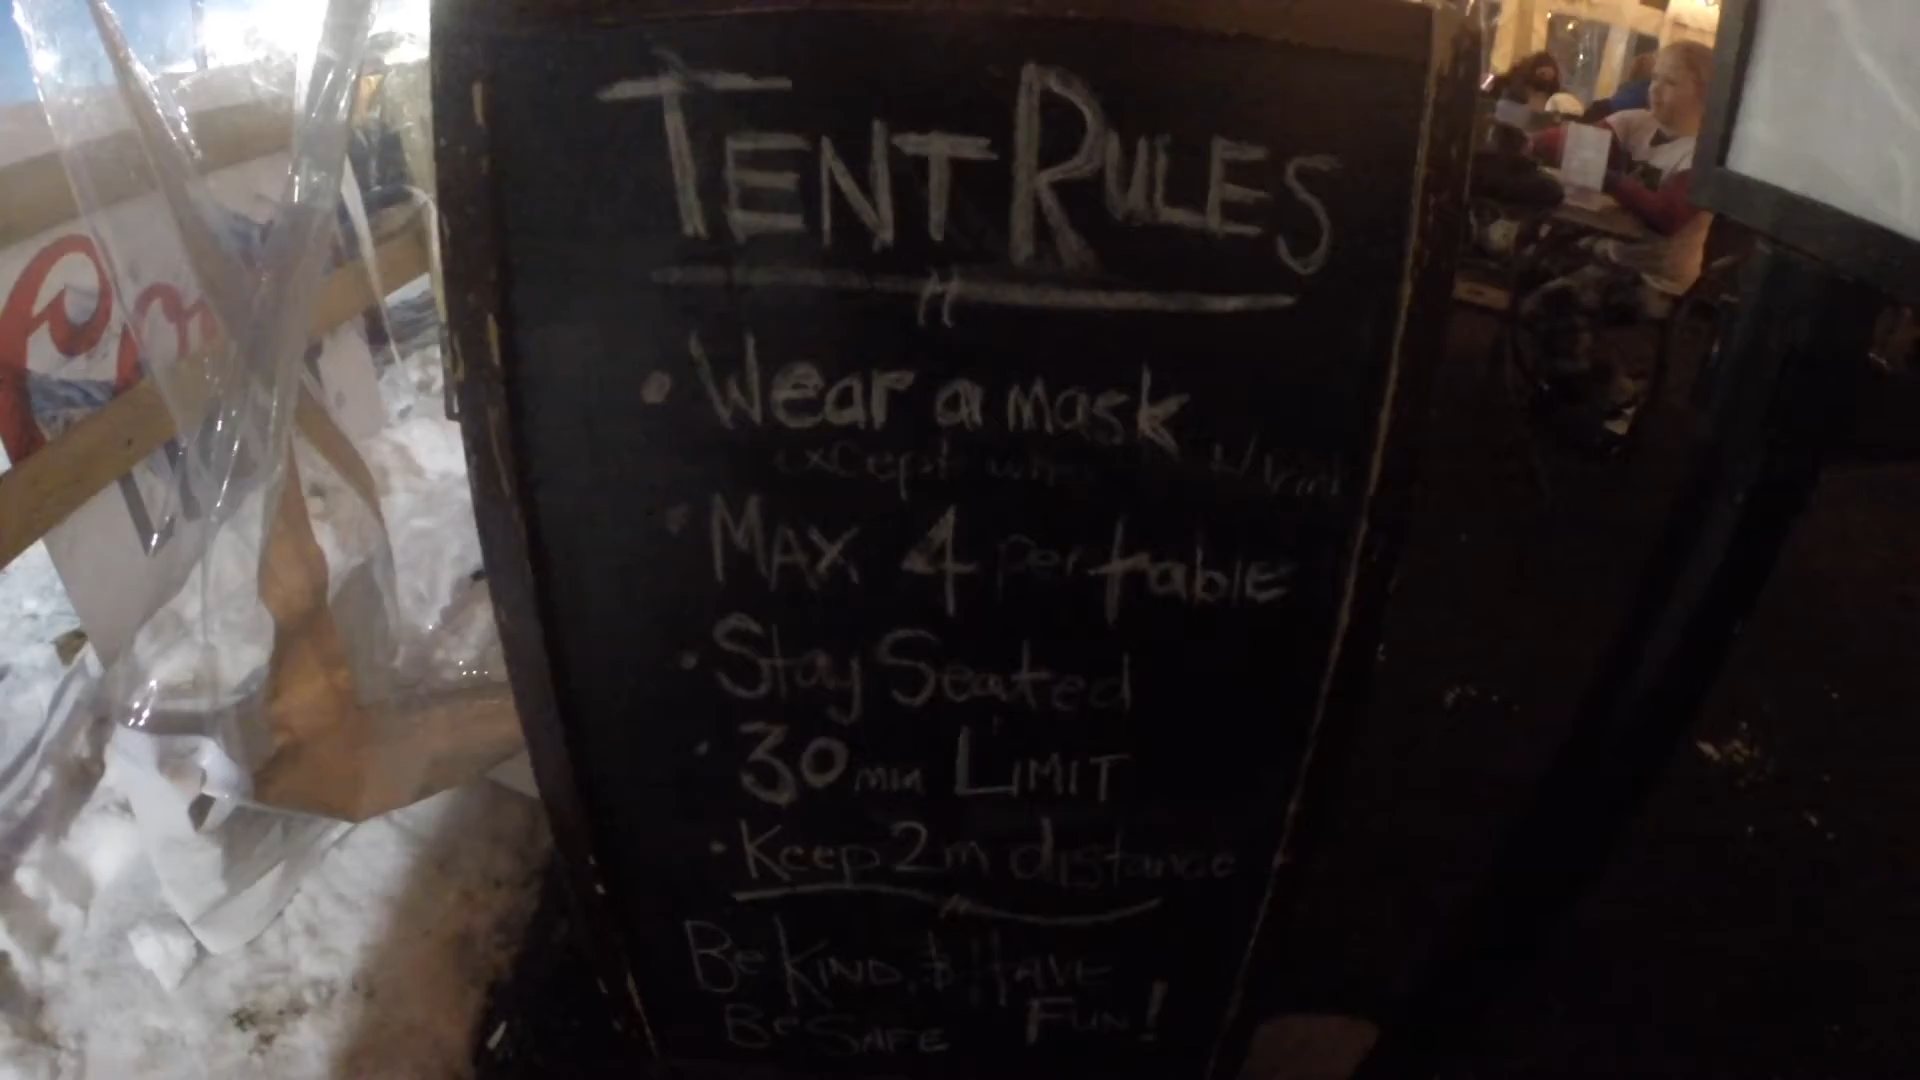 TENT RULES
• Wear a mask
except
• MAX 4 per table
• Stay Seated
• 30 min LIMIT
• Keep 2m distance
Be KIND, & HAVE
Be SAFE FUN!
Coors